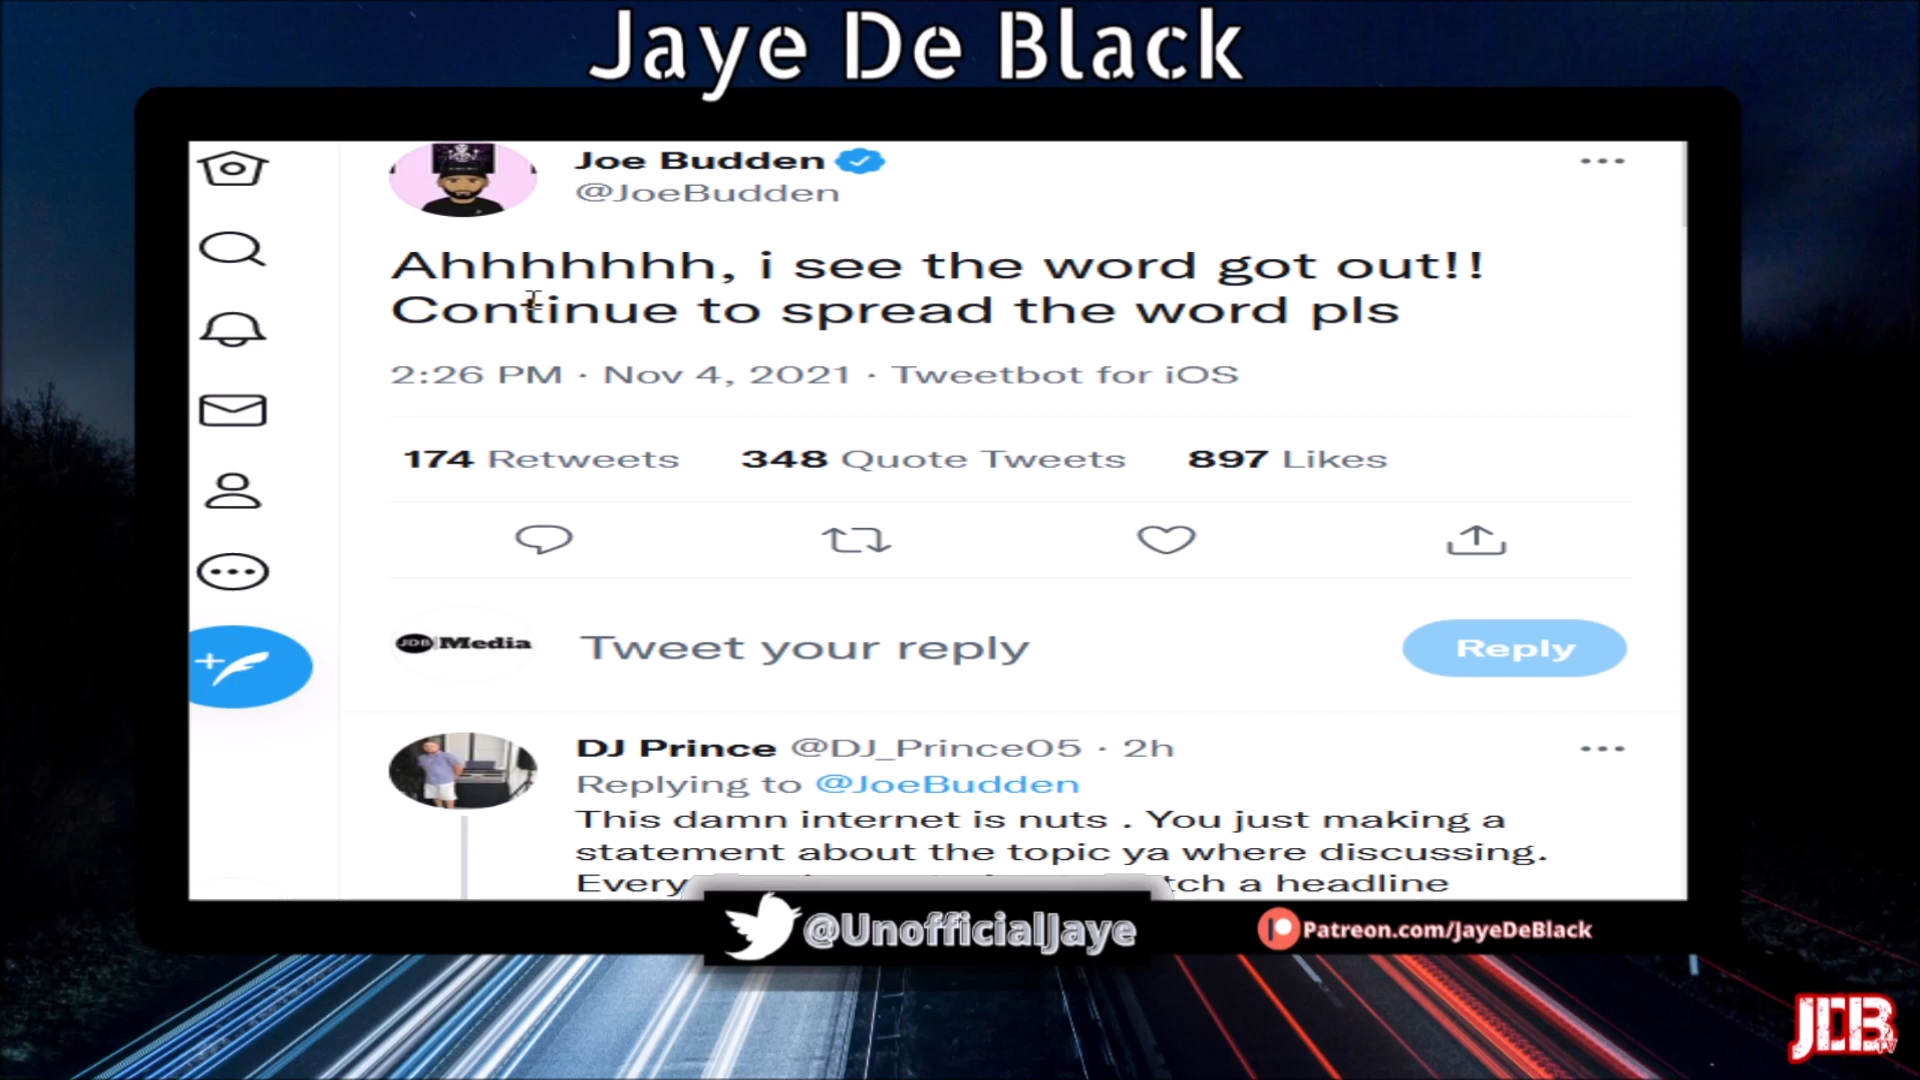 Jaye De Black
Joe Budden
@JoeBudden
Ahhhhhhh, i see the word got out!!
Continue to spread the word pls
2:26 PM · Nov 4, 2021 · Tweetbot for iOS
174 Retweets 348 Quote Tweets 897 Likes
JDB Media Tweet your reply Reply
DJ Prince @DJ_Prince05 · 2h
Replying to @JoeBudden
This damn internet is nuts . You just making a
statement about the topic ya where discussing.
a headline
@UnofficialJaye
Patreon.com/JayeDeBlack
JDB
TV